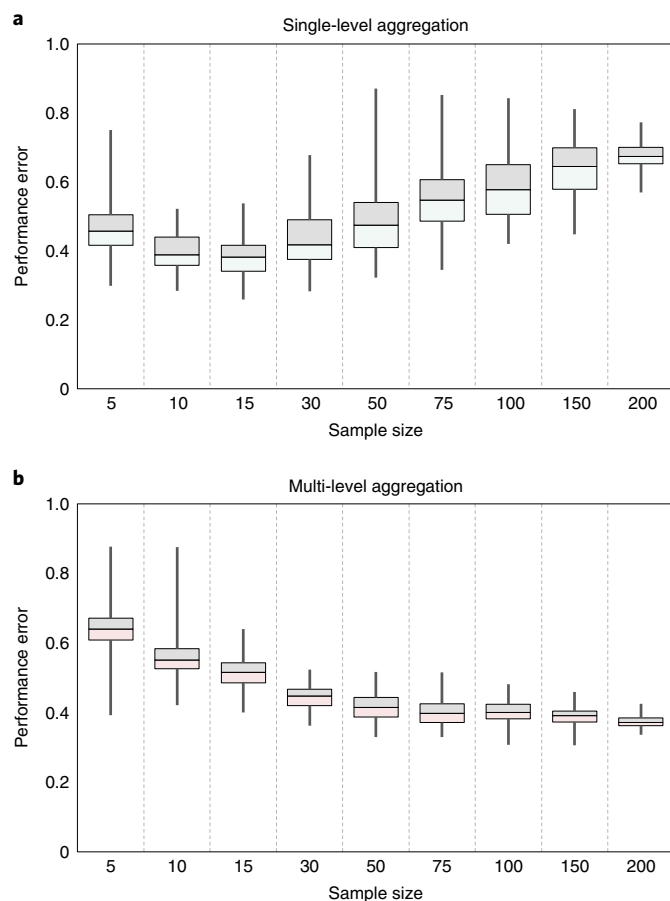 a
Single-level aggregation
1.0
0.8
0.6
0.4
0.2
0
Performance error
5 10 15 30 50 75 100 150 200
Sample size
b
Multi-level aggregation
1.0
0.8
0.6
0.4
0.2
0
Performance error
5 10 15 30 50 75 100 150 200
Sample size